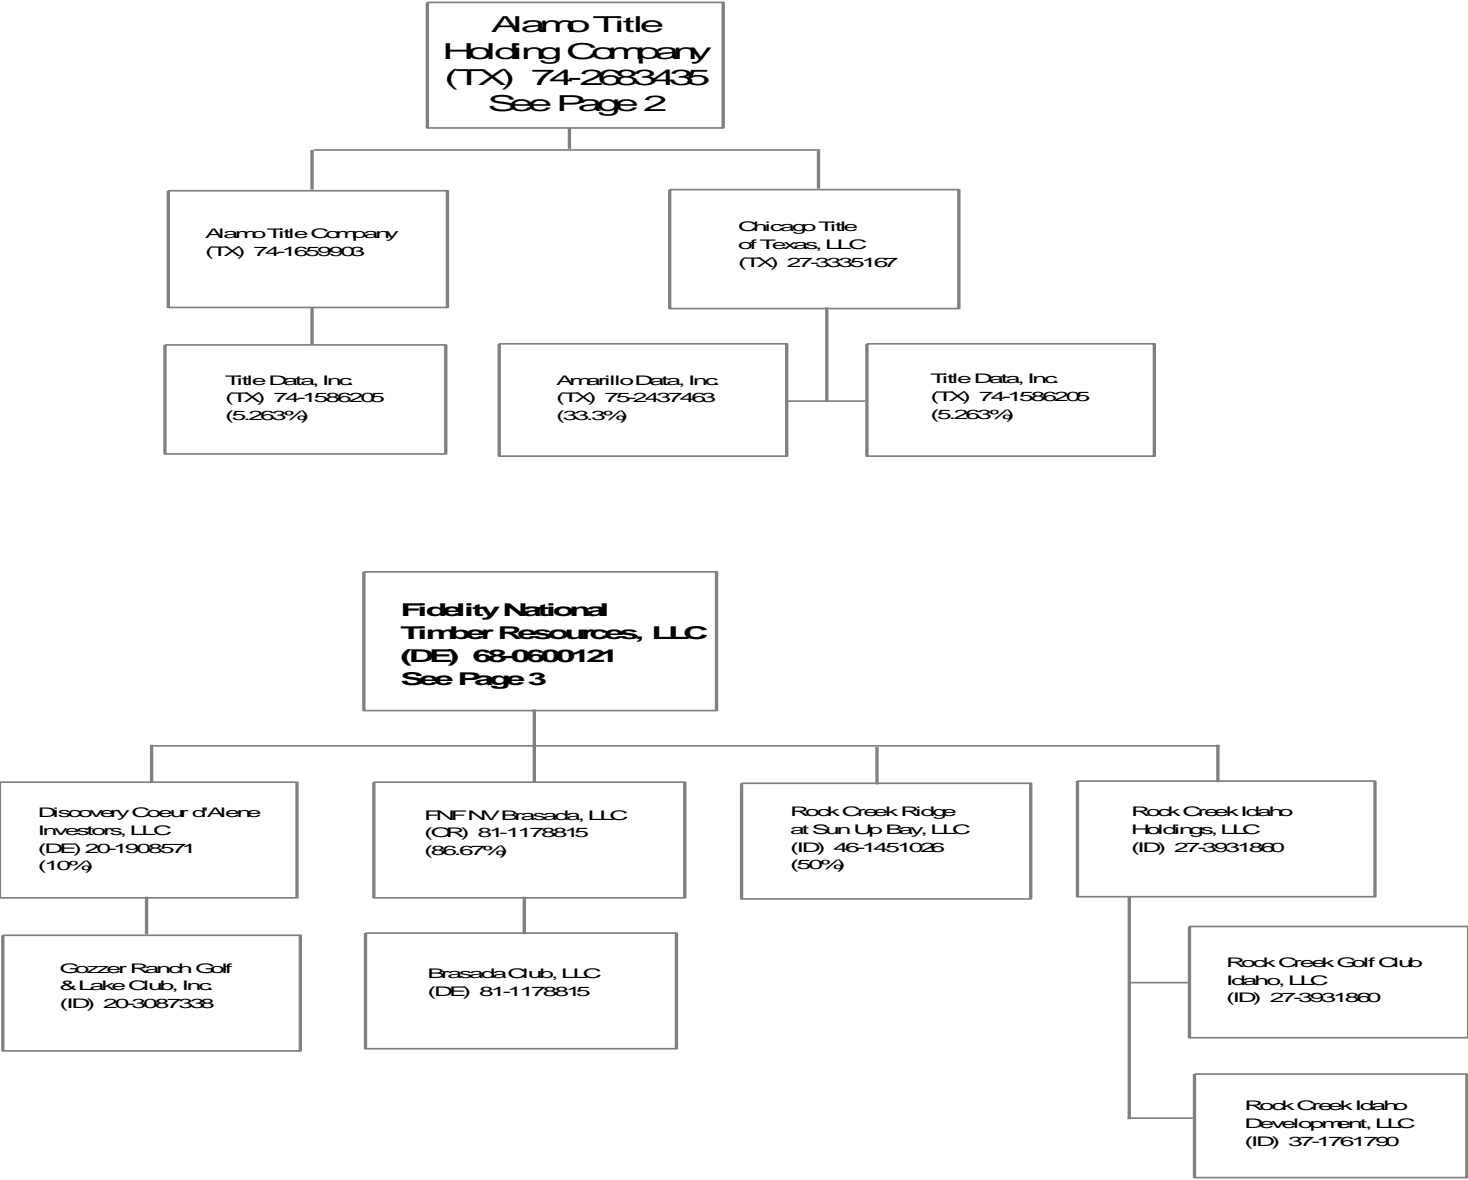 Alamo Title
Holding Company
(TX) 74-2683435
See Page 2
Alamo Title Company
(TX) 74-1659903
Chicago Title
of Texas, LLC
(TX) 27-3335167
Title Data, Inc.
(TX) 74-1586205
(5.263%)
Amarillo Data, Inc.
(TX) 75-2437463
(33.3%)
Title Data, Inc.
(TX) 74-1586205
(5.263%)
Fidelity National
Timber Resources, LLC
(DE) 68-0600121
See Page 3
Discovery Coeur d'Alene
Investors, LLC
(DE) 20-1908571
(10%)
FNF NV Brasada, LLC
(OR) 81-1178815
(86.67%)
Rock Creek Ridge
at Sun Up Bay, LLC
(ID) 46-1451026
(50%)
Rock Creek Idaho
Holdings, LLC
(ID) 27-3931860
Gozzer Ranch Golf
& Lake Club, Inc.
(ID) 20-3087338
Brasada Club, LLC
(DE) 81-1178815
Rock Creek Golf Club
Idaho, LLC
(ID) 27-3931860
Rock Creek Idaho
Development, LLC
(ID) 37-1761790